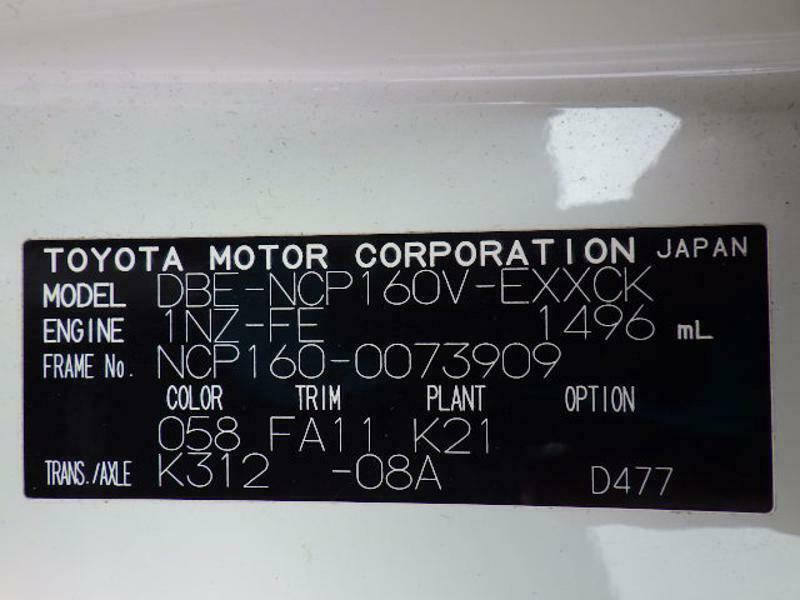 TOYOTA MOTOR CORPORATION JAPAN
MODEL DBE-NCP160V-EXXCK
ENGINE 1NZ-FE 1496 mL
FRAME No. NCP160-0073909
COLOR TRIM PLANT OPTION
058 FA11 K21
TRANS./AXLE K312 -08A D477